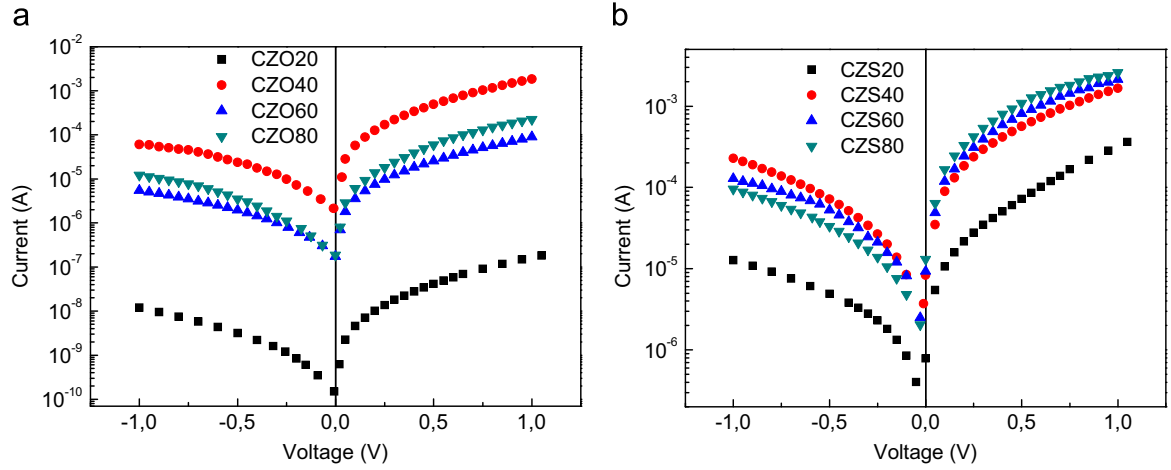 a
10⁻²
10⁻³
10⁻⁴
10⁻⁵
10⁻⁶
10⁻⁷
10⁻⁸
10⁻⁹
10⁻¹⁰
Current (A)
CZO20
CZO40
CZO60
CZO80
-1,0 -0,5 0,0 0,5 1,0
Voltage (V)
b
10⁻³
10⁻⁴
10⁻⁵
10⁻⁶
Current (A)
CZS20
CZS40
CZS60
CZS80
-1,0 -0,5 0,0 0,5 1,0
Voltage (V)